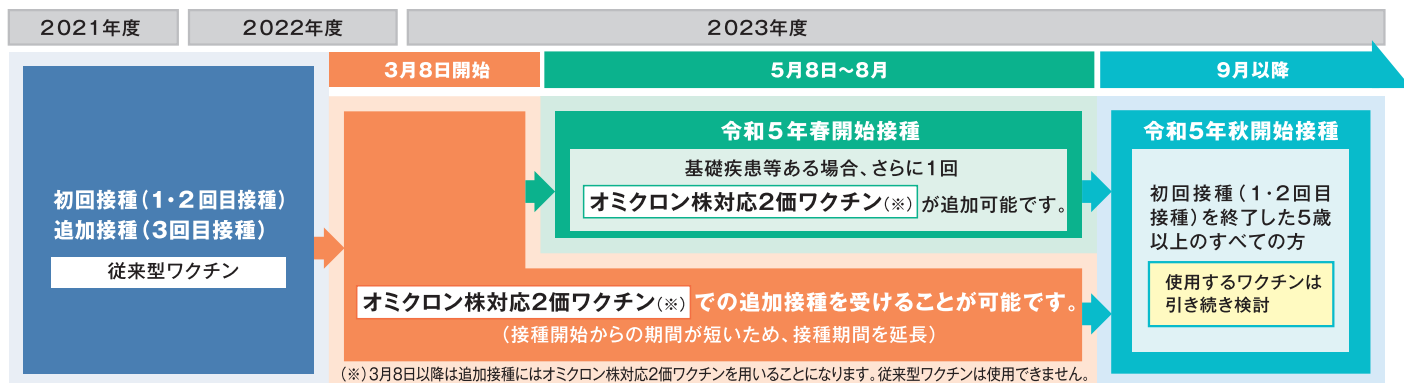 2021年度
2022年度
2023年度
3月8日開始
5月8日〜8月
9月以降
初回接種(1・2回目接種)
追加接種(3回目接種)
従来型ワクチン
令和5年春開始接種
基礎疾患等ある場合、さらに1回
オミクロン株対応2価ワクチン(※)が追加可能です。
オミクロン株対応2価ワクチン(※)での追加接種を受けることが可能です。
(接種開始からの期間が短いため、接種期間を延長)
(※)3月8日以降は追加接種にはオミクロン株対応2価ワクチンを用いることになります。従来型ワクチンは使用できません。
令和5年秋開始接種
初回接種(1・2回目
接種)を終了した5歳
以上のすべての方
使用するワクチンは
引き続き検討